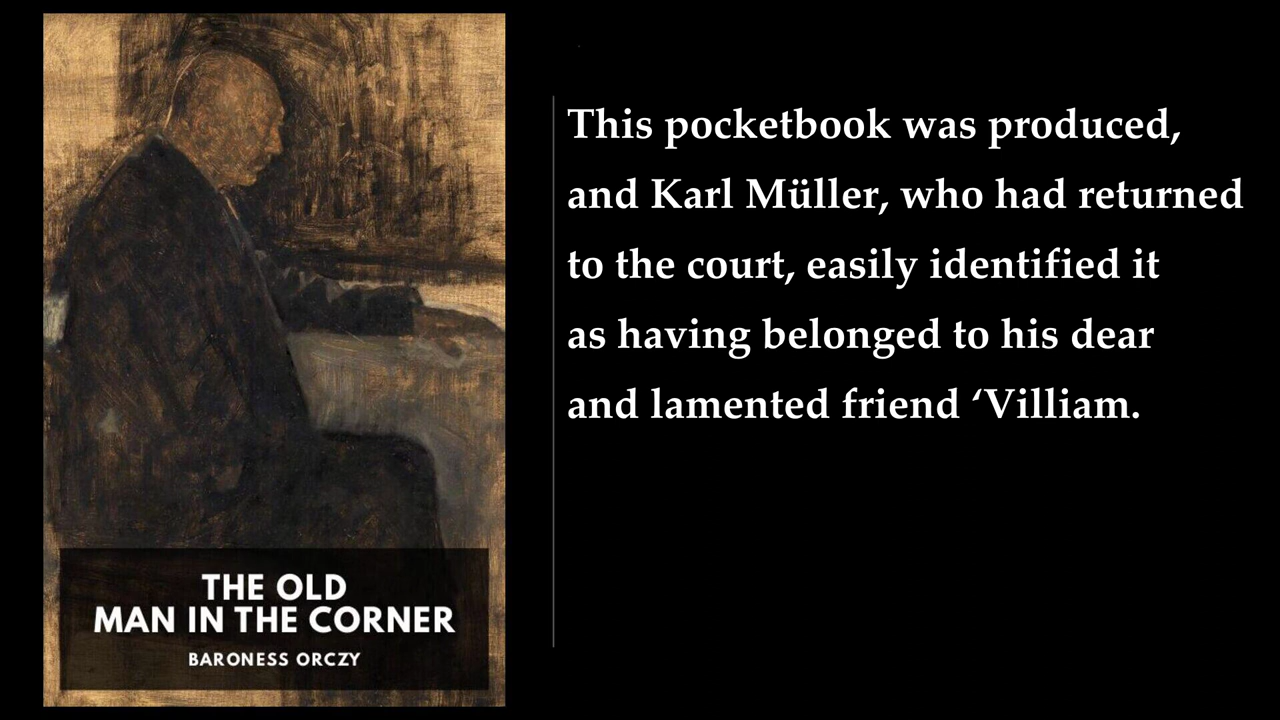 THE OLD
MAN IN THE CORNER
BARONESS ORCZY
This pocketbook was produced,
and Karl Müller, who had returned
to the court, easily identified it
as having belonged to his dear
and lamented friend ‘Villiam.